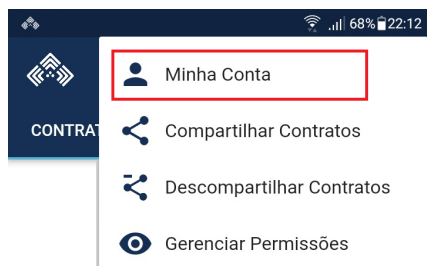 68% 22:12
Minha Conta
CONTRAT
Compartilhar Contratos
Descompartilhar Contratos
Gerenciar Permissões